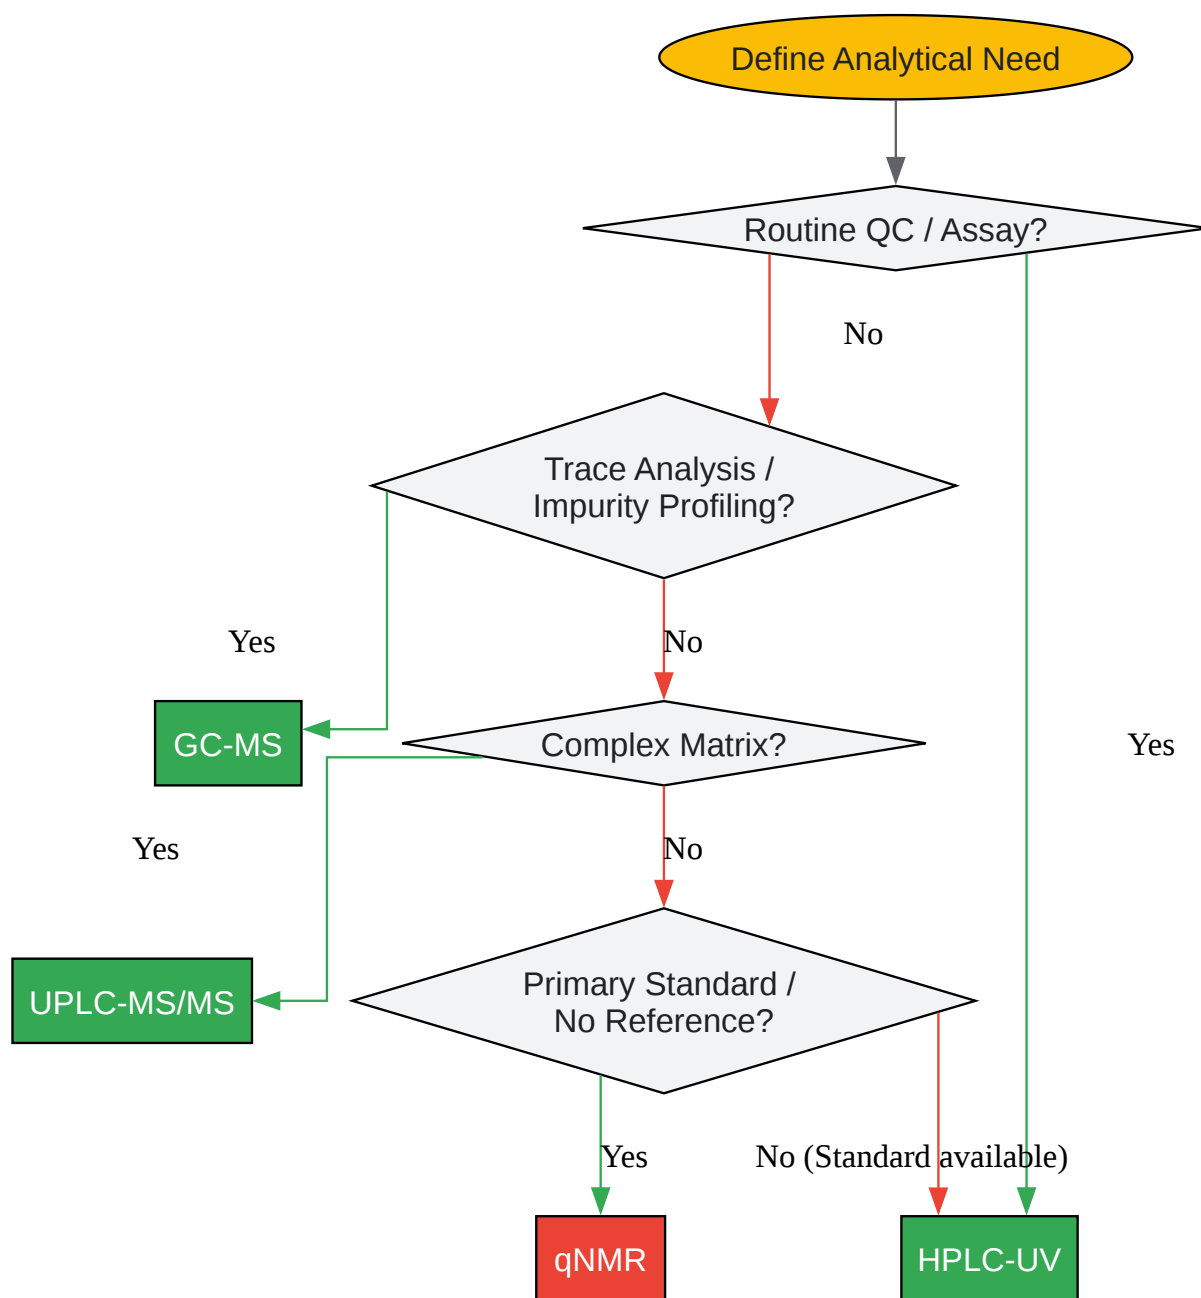 Define Analytical Need
Routine QC / Assay?
No
Trace Analysis /
Impurity Profiling?
Yes
No
GC-MS
Complex Matrix?
Yes
Yes
No
UPLC-MS/MS
Primary Standard /
No Reference?
Yes
No (Standard available)
qNMR
HPLC-UV